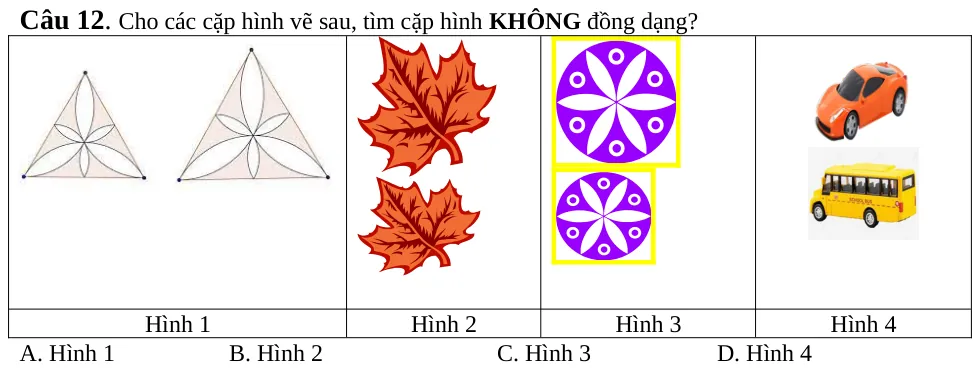 Câu 12. Cho các cặp hình vẽ sau, tìm cặp hình KHÔNG đồng dạng?
Hình 1 Hình 2 Hình 3 Hình 4
A. Hình 1 B. Hình 2 C. Hình 3 D. Hình 4